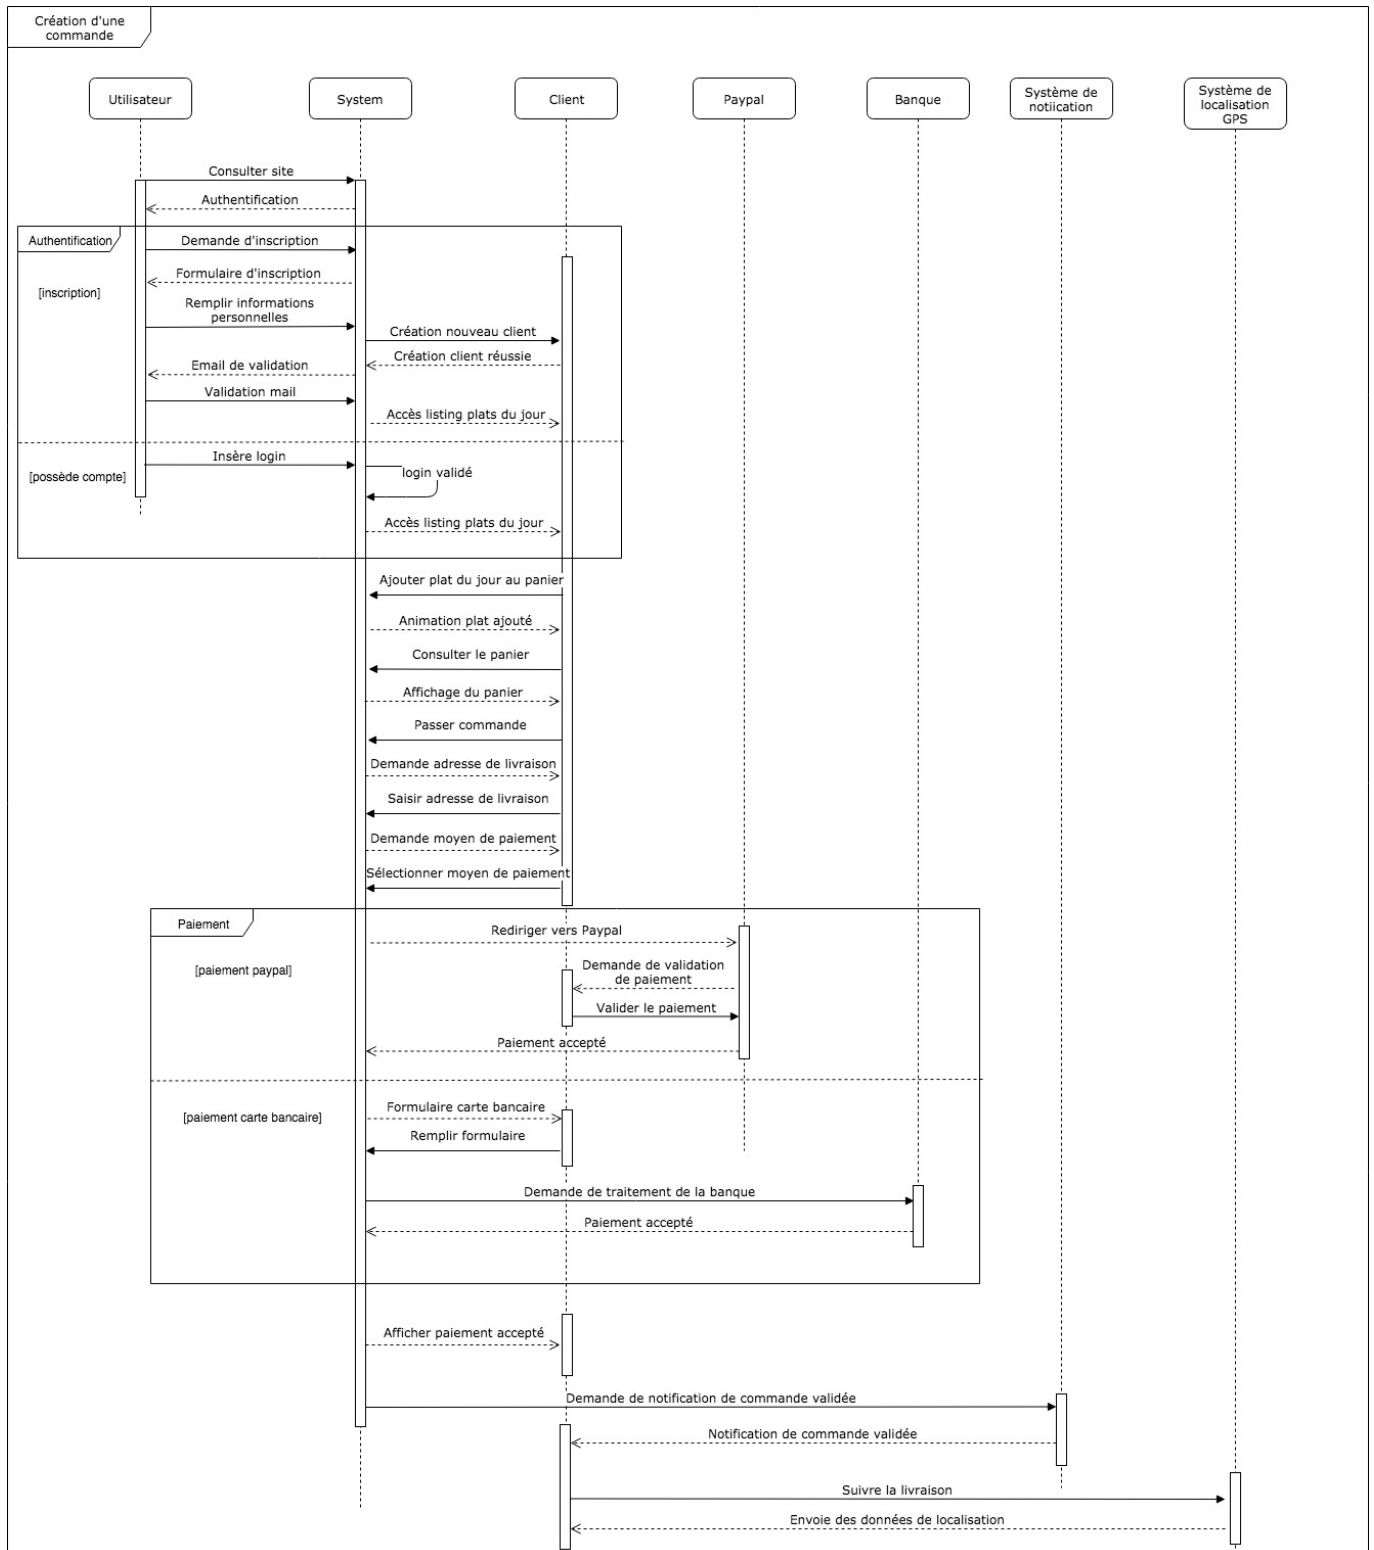 Création d'une
commande
Utilisateur
System
Client
Paypal
Banque
Système de
notiication
Système de
localisation
GPS
Consulter site
Authentification
Authentification
Demande d'inscription
Formulaire d'inscription
[inscription]
Remplir informations
personnelles
Création nouveau client
Création client réussie
Email de validation
Validation mail
Accès listing plats du jour
Insère login
[possède compte]
login validé
Accès listing plats du jour
Ajouter plat du jour au panier
Animation plat ajouté
Consulter le panier
Affichage du panier
Passer commande
Demande adresse de livraison
Saisir adresse de livraison
Demande moyen de paiement
Sélectionner moyen de paiement
Paiement
Rediriger vers Paypal
[paiement paypal]
Demande de validation
de paiement
Valider le paiement
Paiement accepté
Formulaire carte bancaire
[paiement carte bancaire]
Remplir formulaire
Demande de traitement de la banque
Paiement accepté
Afficher paiement accepté
Demande de notification de commande validée
Notification de commande validée
Suivre la livraison
Envoie des données de localisation